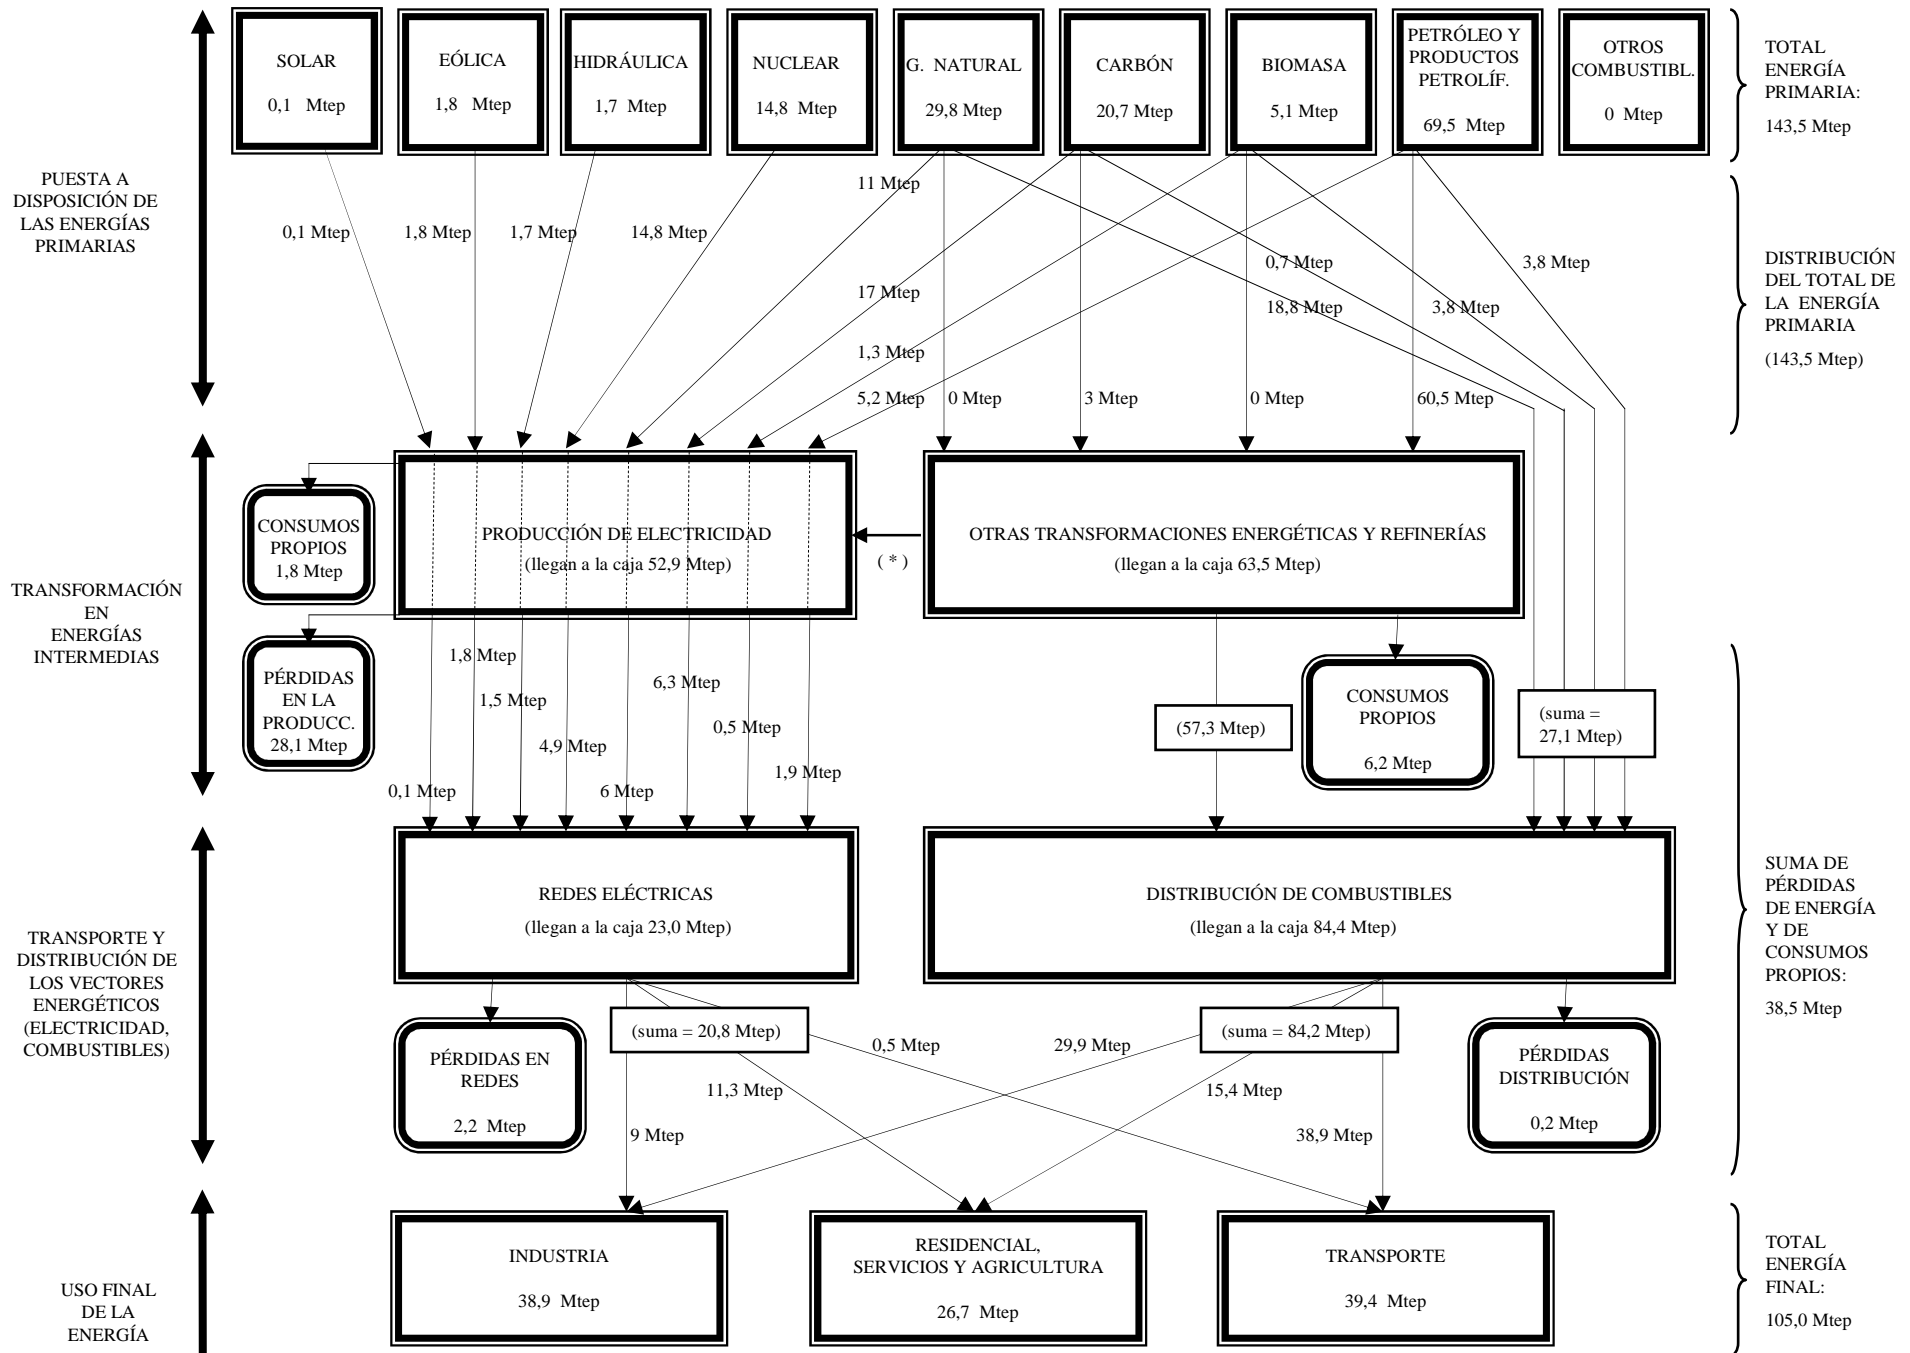 SOLAR
0,1 Mtep
EÓLICA
1,8 Mtep
HIDRÁULICA
1,7 Mtep
NUCLEAR
14,8 Mtep
G. NATURAL
29,8 Mtep
CARBÓN
20,7 Mtep
BIOMASA
5,1 Mtep
PETRÓLEO Y
PRODUCTOS
PETROLÍF.
69,5 Mtep
OTROS
COMBUSTIBL.
0 Mtep
TOTAL
ENERGÍA
PRIMARIA:
143,5 Mtep
PUESTA A
DISPOSICIÓN DE
LAS ENERGÍAS
PRIMARIAS
0,1 Mtep
1,8 Mtep
1,7 Mtep
14,8 Mtep
11 Mtep
17 Mtep
1,3 Mtep
5,2 Mtep
0 Mtep
3 Mtep
0 Mtep
60,5 Mtep
0,7 Mtep
18,8 Mtep
3,8 Mtep
3,8 Mtep
DISTRIBUCIÓN
DEL TOTAL DE
LA ENERGÍA
PRIMARIA
(143,5 Mtep)
TRANSFORMACIÓN
EN
ENERGÍAS
INTERMEDIAS
CONSUMOS
PROPIOS
1,8 Mtep
PÉRDIDAS
EN LA
PRODUCC.
28,1 Mtep
PRODUCCIÓN DE ELECTRICIDAD
(llegan a la caja 52,9 Mtep)
( * )
OTRAS TRANSFORMACIONES ENERGÉTICAS Y REFINERÍAS
(llegan a la caja 63,5 Mtep)
1,8 Mtep
1,5 Mtep
4,9 Mtep
0,1 Mtep
6 Mtep
6,3 Mtep
0,5 Mtep
1,9 Mtep
(57,3 Mtep)
CONSUMOS
PROPIOS
6,2 Mtep
(suma =
27,1 Mtep)
TRANSPORTE Y
DISTRIBUCIÓN DE
LOS VECTORES
ENERGÉTICOS
(ELECTRICIDAD,
COMBUSTIBLES)
REDES ELÉCTRICAS
(llegan a la caja 23,0 Mtep)
DISTRIBUCIÓN DE COMBUSTIBLES
(llegan a la caja 84,4 Mtep)
SUMA DE
PÉRDIDAS
DE ENERGÍA
Y DE
CONSUMOS
PROPIOS:
38,5 Mtep
PÉRDIDAS EN
REDES
2,2 Mtep
(suma = 20,8 Mtep)
(suma = 84,2 Mtep)
PÉRDIDAS
DISTRIBUCIÓN
0,2 Mtep
9 Mtep
11,3 Mtep
0,5 Mtep
29,9 Mtep
15,4 Mtep
38,9 Mtep
USO FINAL
DE LA
ENERGÍA
INDUSTRIA
38,9 Mtep
RESIDENCIAL,
SERVICIOS Y AGRICULTURA
26,7 Mtep
TRANSPORTE
39,4 Mtep
TOTAL
ENERGÍA
FINAL:
105,0 Mtep